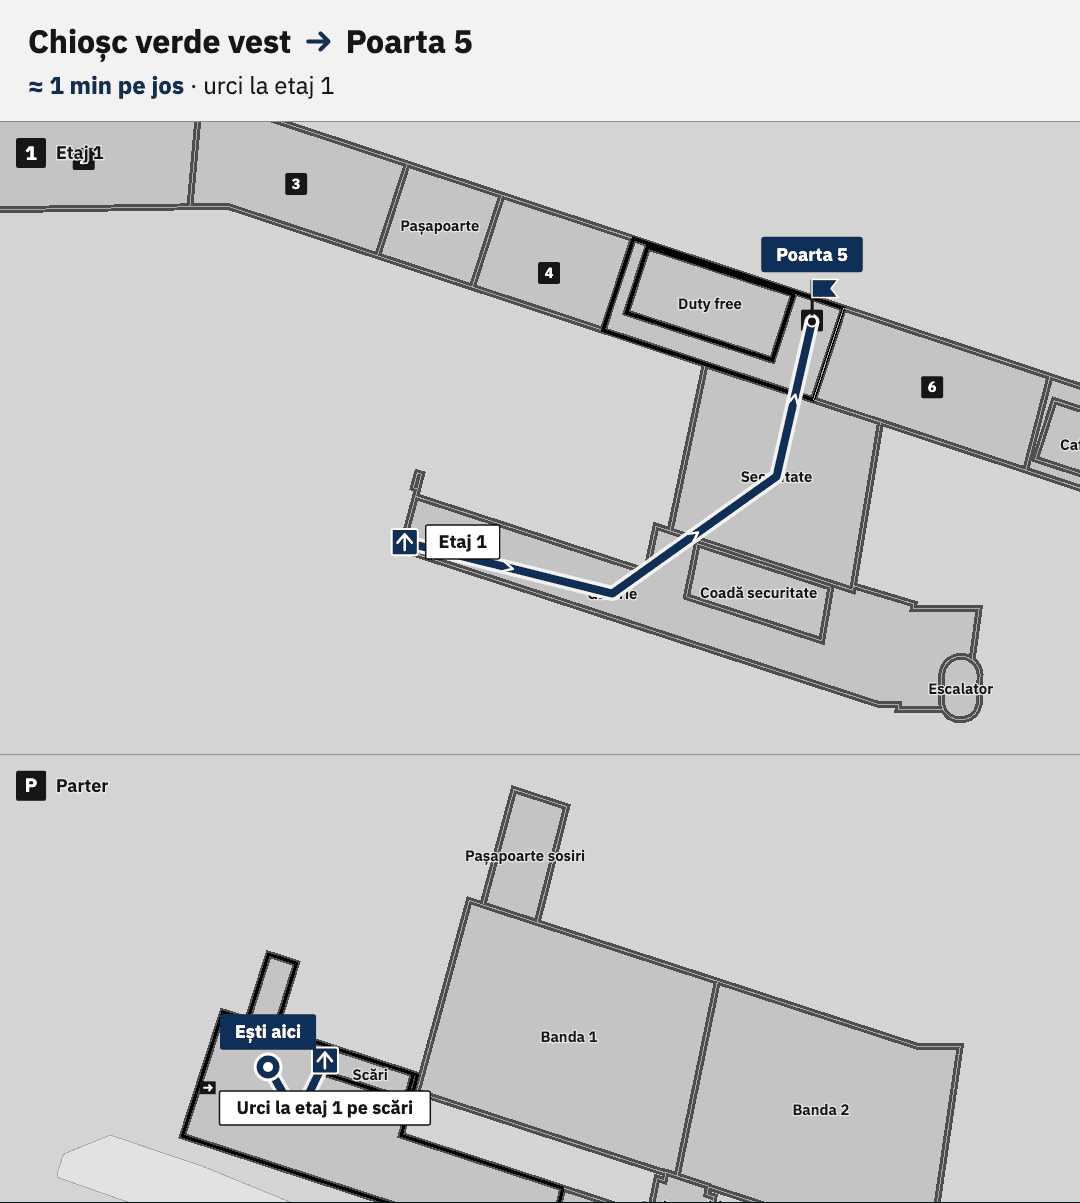 Chioșc verde vest → Poarta 5
≈ 1 min pe jos · urci la etaj 1
1 Etaj 1
3
Pașapoarte
4
Duty free
Poarta 5
6
Securitate
Etaj 1
Coadă securitate
Escalator
P Parter
Pașapoarte sosiri
Banda 1
Ești aici
Scări
Urci la etaj 1 pe scări
Banda 2